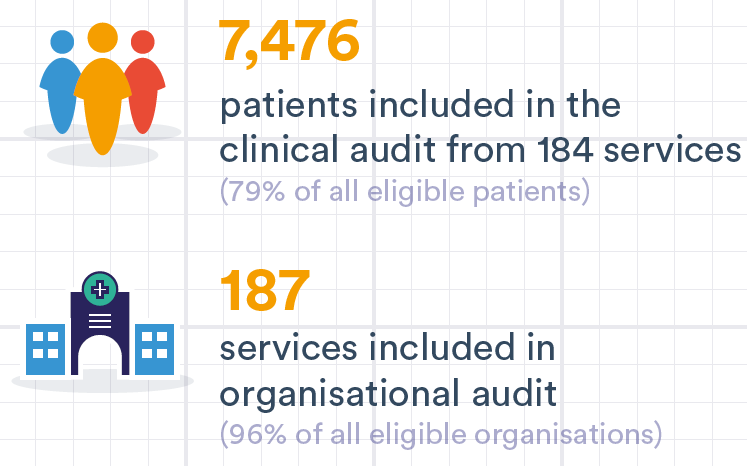 7,476
patients included in the
clinical audit from 184 services
(79% of all eligible patients)
187
services included in
organisational audit
(96% of all eligible organisations)